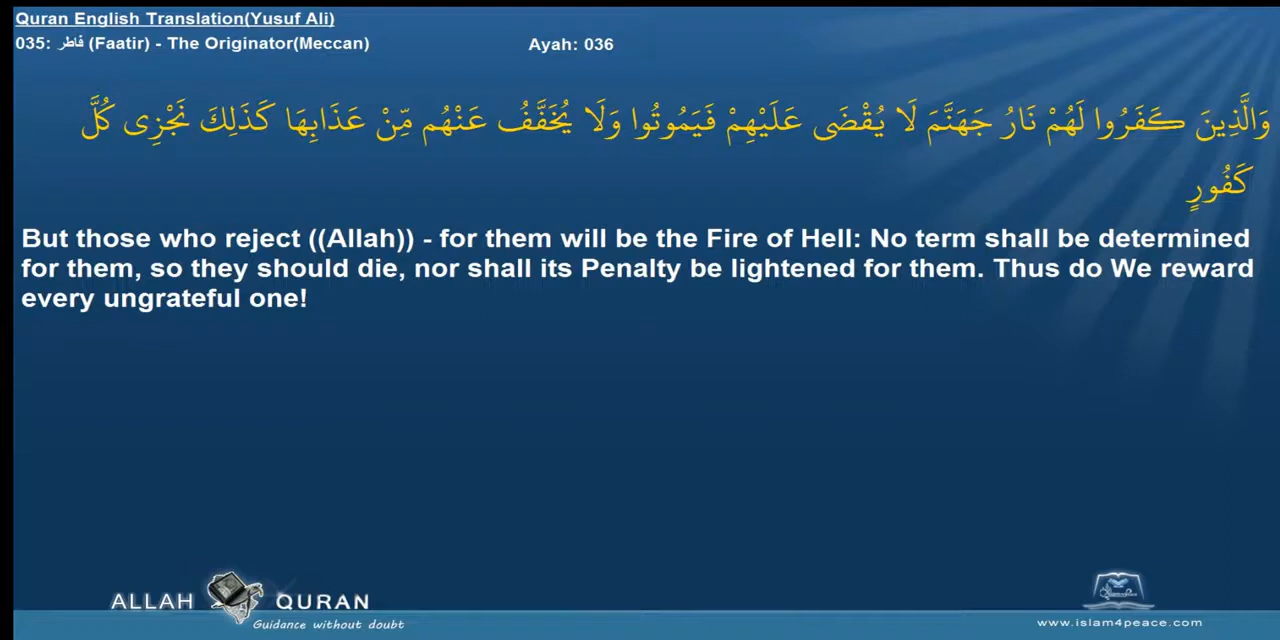 Quran English Translation(Yusuf Ali)
035: فاطر (Faatir) - The Originator(Meccan)
Ayah: 036
وَالَّذِينَ كَفَرُوا لَهُمْ نَارُ جَهَنَّمَ لَا يُقْضَى عَلَيْهِمْ فَيَمُوتُوا وَلَا يُخَفَّفُ عَنْهُم مِّنْ عَذَابِهَا كَذَلِكَ نَجْزِى كُلَّ
كَفُورٍ
But those who reject ((Allah)) - for them will be the Fire of Hell: No term shall be determined
for them, so they should die, nor shall its Penalty be lightened for them. Thus do We reward
every ungrateful one!
ALLAH QURAN
Guidance without doubt
www.islam4peace.com